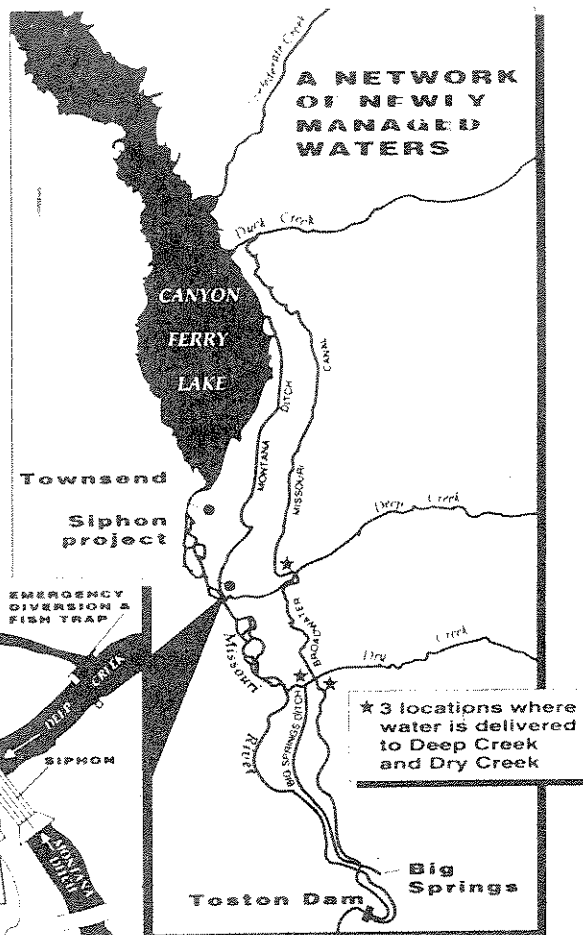 A NETWORK
OF NEWLY
MANAGED
WATERS
Duck Creek
CANYON
FERRY
LAKE
CANAL
DITCH
MONTANA
MISSOURI
Townsend
Siphon
project
Deep Creek
EMERGENCY
DIVERSION &
FISH TRAP
BROADWATER
Missouri
River
Dry Creek
DEEP CREEK
BIG SPRINGS DITCH
★ 3 locations where
water is delivered
to Deep Creek
and Dry Creek
SIPHON
MONTANA
DITCH
Big
Springs
Toston Dam